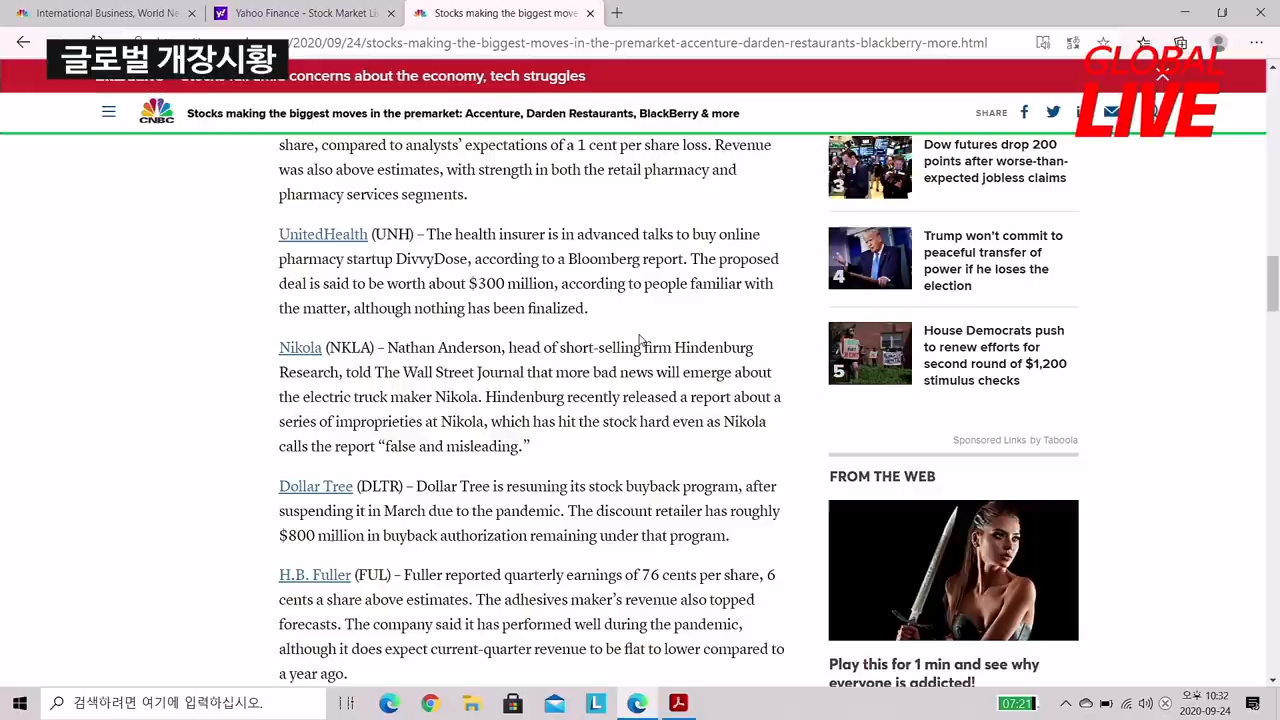 International Business, World N
Yahoo Finance
Stocks making the biggest moves
/2020/09/24/stocks-making-the-biggest-moves-in-the-premarket-accenture-darden-restaurants-blackberry-more.html
글로벌 개장시황
concerns about the economy, tech struggles
GLOBAL
LIVE
CNBC
Stocks making the biggest moves in the premarket: Accenture, Darden Restaurants, BlackBerry & more
SHARE
share, compared to analysts’ expectations of a 1 cent per share loss. Revenue
was also above estimates, with strength in both the retail pharmacy and
pharmacy services segments.
UnitedHealth (UNH) – The health insurer is in advanced talks to buy online
pharmacy startup DivvyDose, according to a Bloomberg report. The proposed
deal is said to be worth about $300 million, according to people familiar with
the matter, although nothing has been finalized.
Nikola (NKLA) – Nathan Anderson, head of short-selling firm Hindenburg
Research, told The Wall Street Journal that more bad news will emerge about
the electric truck maker Nikola. Hindenburg recently released a report about a
series of improprieties at Nikola, which has hit the stock hard even as Nikola
calls the report “false and misleading.”
Dollar Tree (DLTR) – Dollar Tree is resuming its stock buyback program, after
suspending it in March due to the pandemic. The discount retailer has roughly
$800 million in buyback authorization remaining under that program.
H.B. Fuller (FUL) – Fuller reported quarterly earnings of 76 cents per share, 6
cents a share above estimates. The adhesives maker’s revenue also topped
forecasts. The company said it has performed well during the pandemic,
although it does expect current-quarter revenue to be flat to lower compared to
a year ago.
3
Dow futures drop 200
points after worse-than-
expected jobless claims
4
Trump won’t commit to
peaceful transfer of
power if he loses the
election
5
House Democrats push
to renew efforts for
second round of $1,200
stimulus checks
Sponsored Links by Taboola
FROM THE WEB
Play this for 1 min and see why
everyone is addicted!
검색하려면 여기에 입력하십시오.
07:21
오후 10:32
2020-09-24